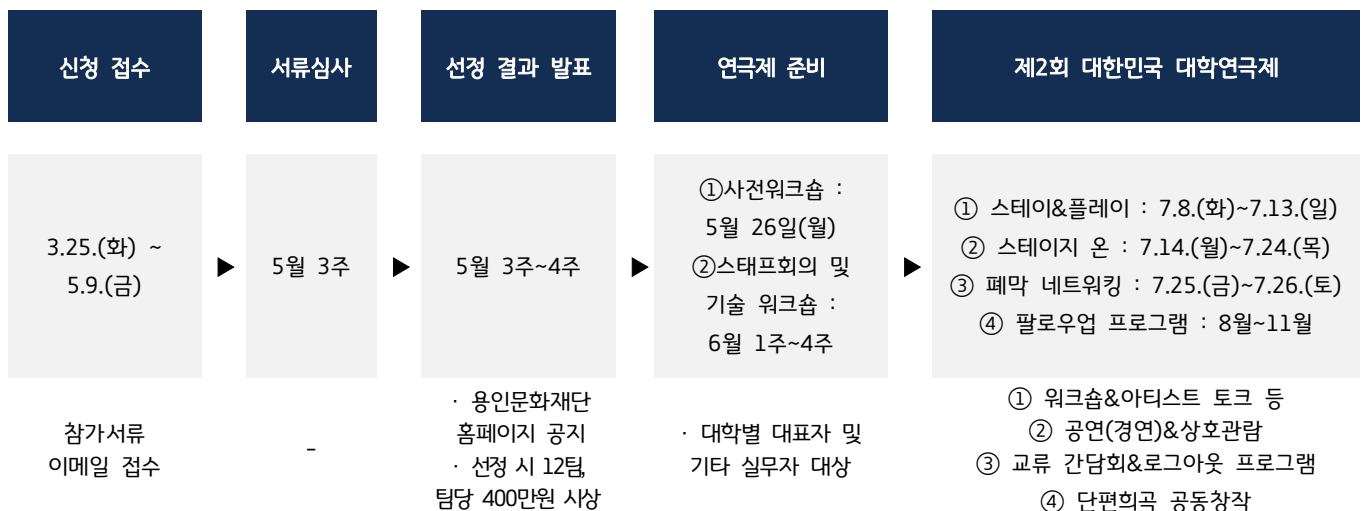 신청 접수
서류심사
선정 결과 발표
연극제 준비
제2회 대한민국 대학연극제
3.25.(화) ~
5.9.(금)
▶
5월 3주
▶
5월 3주~4주
▶
①사전워크숍 :
5월 26일(월)
②스태프회의 및
기술 워크숍 :
6월 1주~4주
▶
① 스테이&플레이 : 7.8.(화)~7.13.(일)
② 스테이지 온 : 7.14.(월)~7.24.(목)
③ 폐막 네트워킹 : 7.25.(금)~7.26.(토)
④ 팔로우업 프로그램 : 8월~11월
참가서류
이메일 접수
-
· 용인문화재단
홈페이지 공지
· 선정 시 12팀,
팀당 400만원 시상
· 대학별 대표자 및
기타 실무자 대상
① 워크숍&아티스트 토크 등
② 공연(경연)&상호관람
③ 교류 간담회&로그아웃 프로그램
④ 단편희곡 공동창작